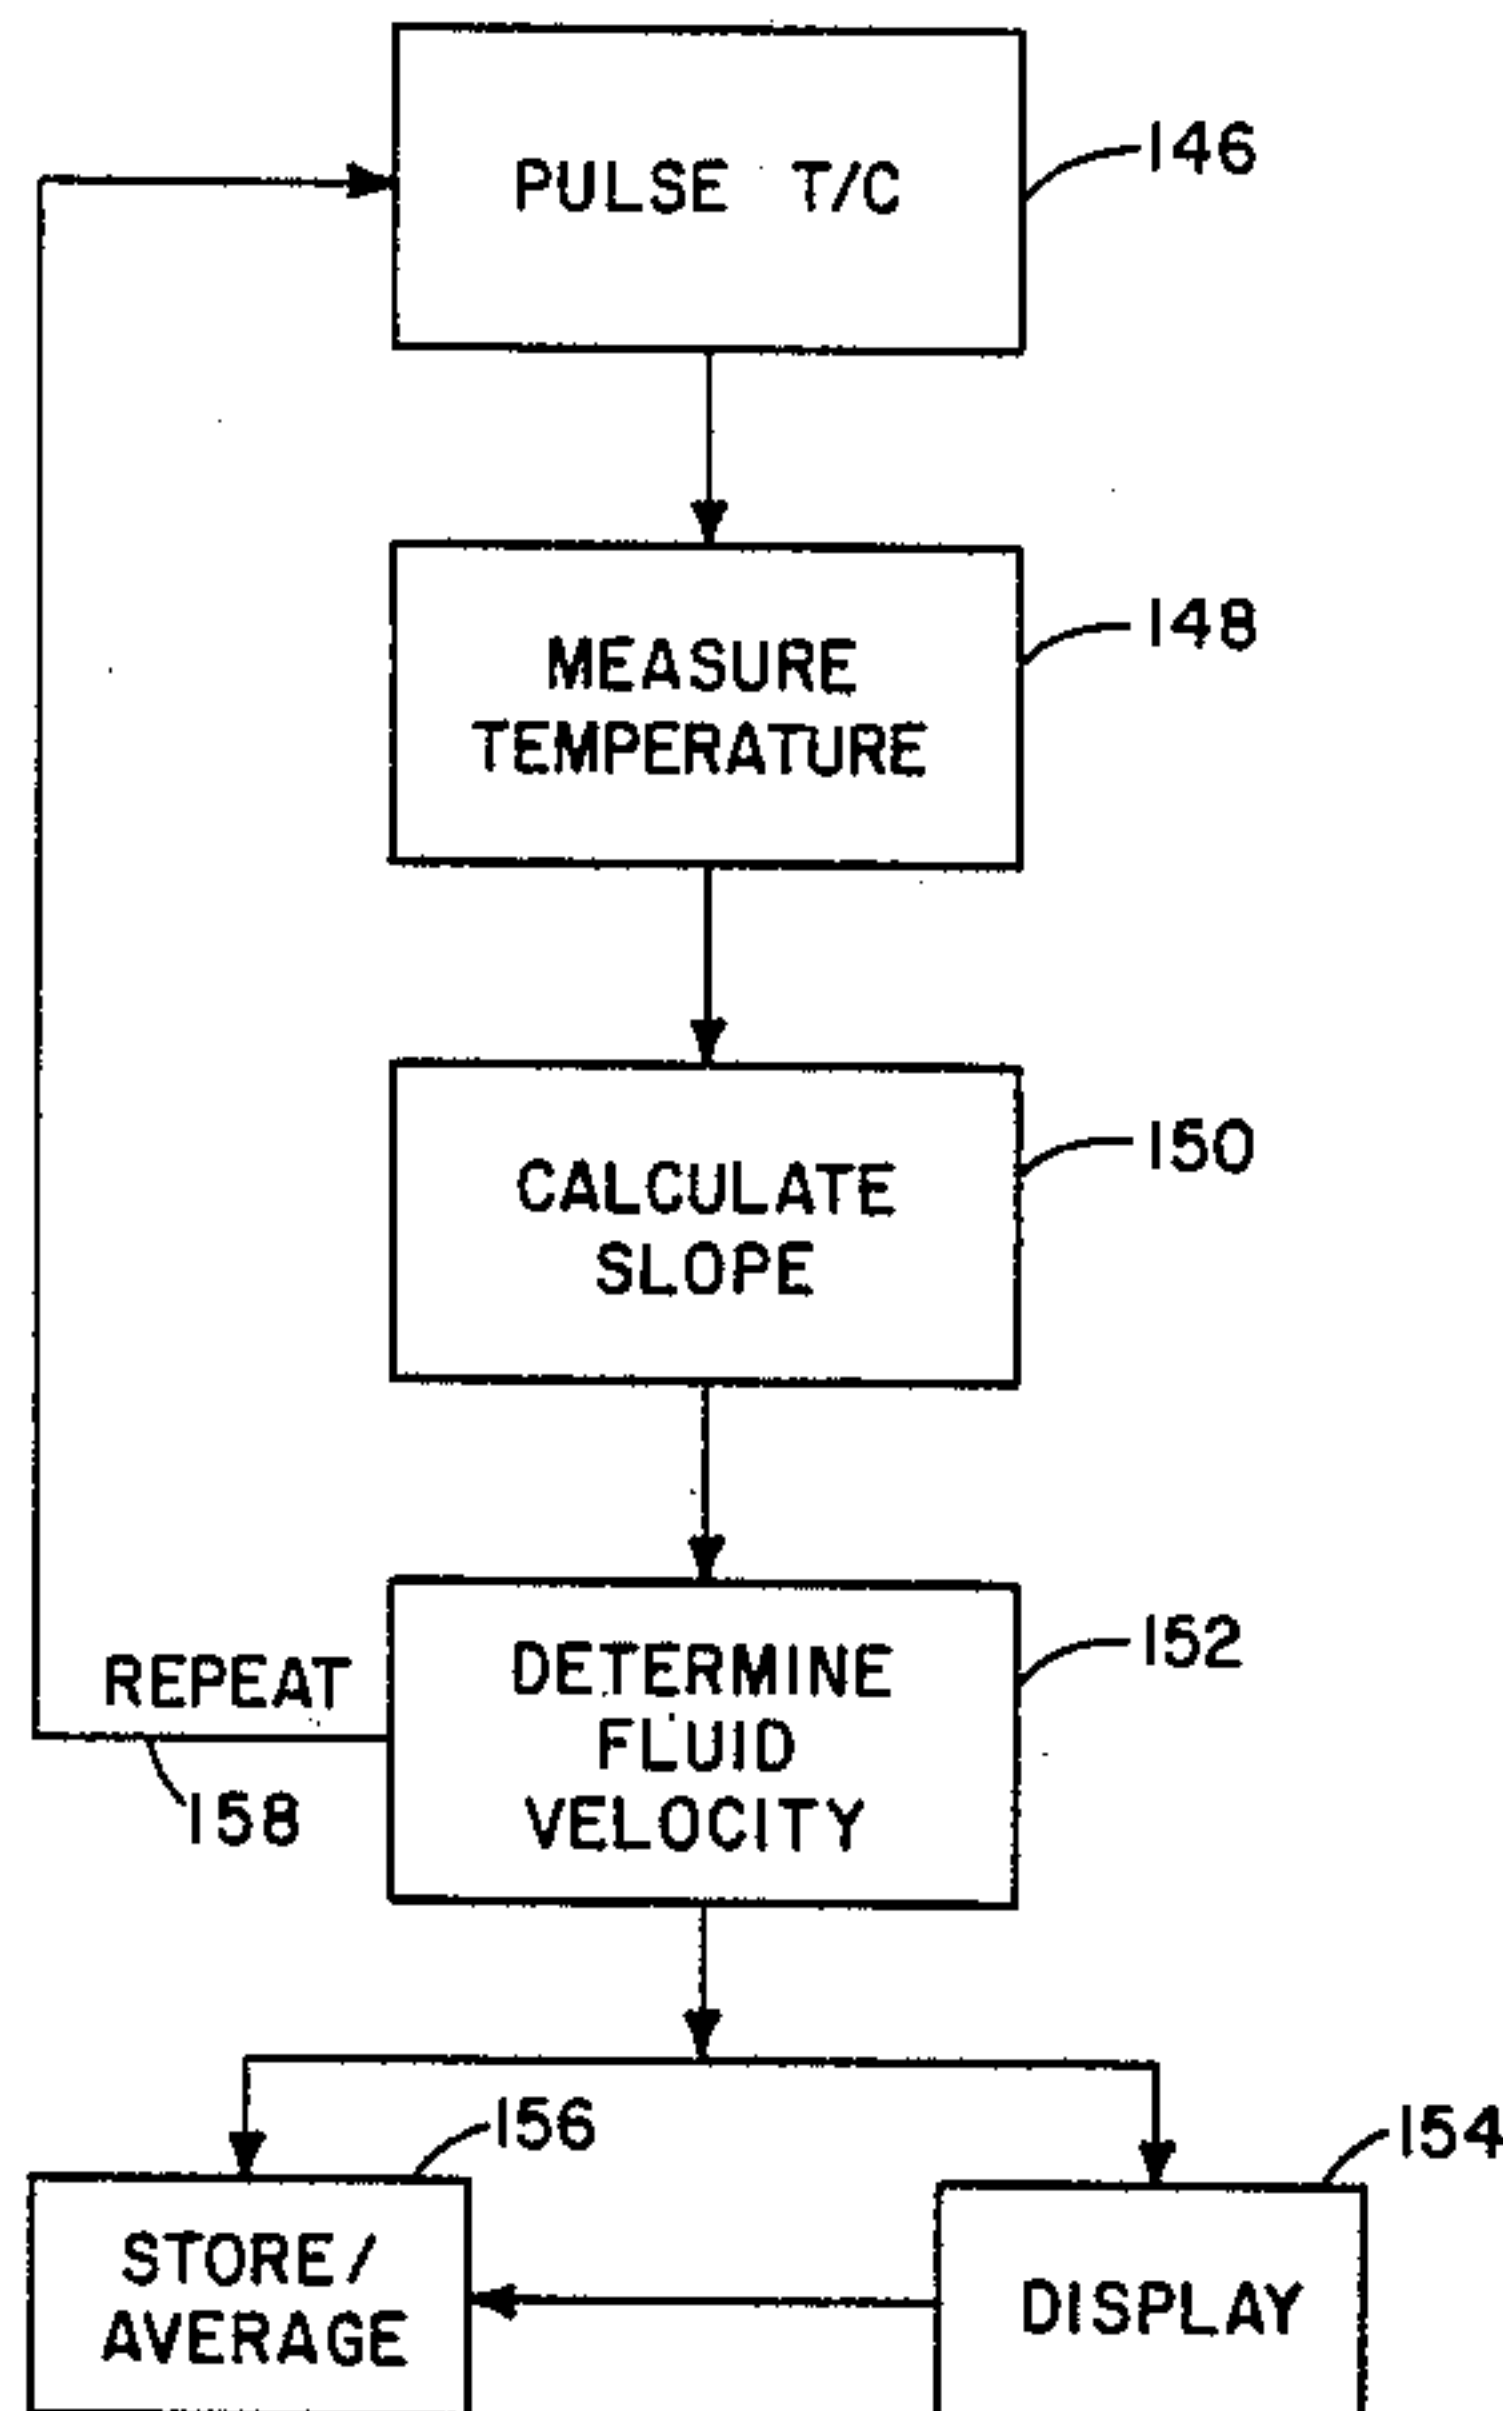 PULSE T/C
146
MEASURE
TEMPERATURE
148
CALCULATE
SLOPE
150
DETERMINE
FLUID
VELOCITY
152
REPEAT
158
156
154
STORE/
AVERAGE
DISPLAY